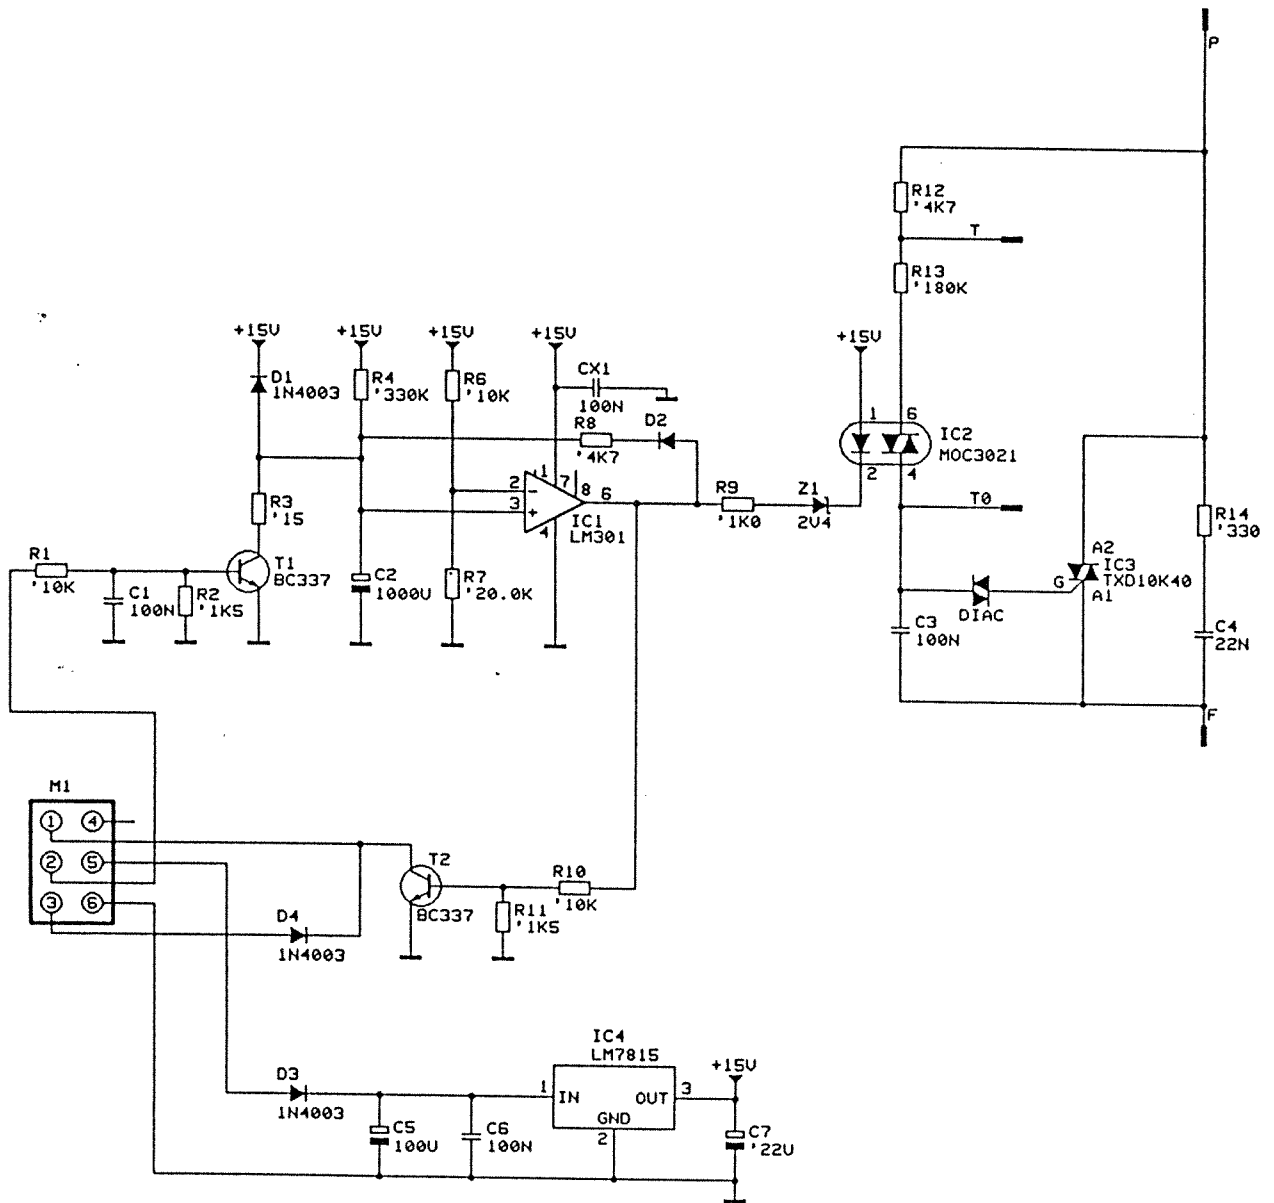 P
R12
'4K7
T
R13
'180K
+15V
+15V
+15V
+15V
+15V
D1
1N4003
R4
'330K
R6
'10K
CX1
100N
R8
'4K7
D2
1
6
IC2
MOC3021
2
4
R3
'15
2
3
-
+
1
7
8
6
4
IC1
LM301
R9
'1K0
Z1
2V4
T0
R14
'330
R1
'10K
C1
100N
R2
'1K5
T1
BC337
C2
1000U
R7
'20.0K
A2
IC3
TXD10K40
G
A1
DIAC
C3
100N
C4
22N
F
M1
1
4
2
5
3
6
T2
BC337
R10
'10K
R11
'1K5
D4
1N4003
IC4
LM7815
+15V
D3
1N4003
1
IN
OUT
3
GND
2
C5
100U
C6
100N
C7
'22U